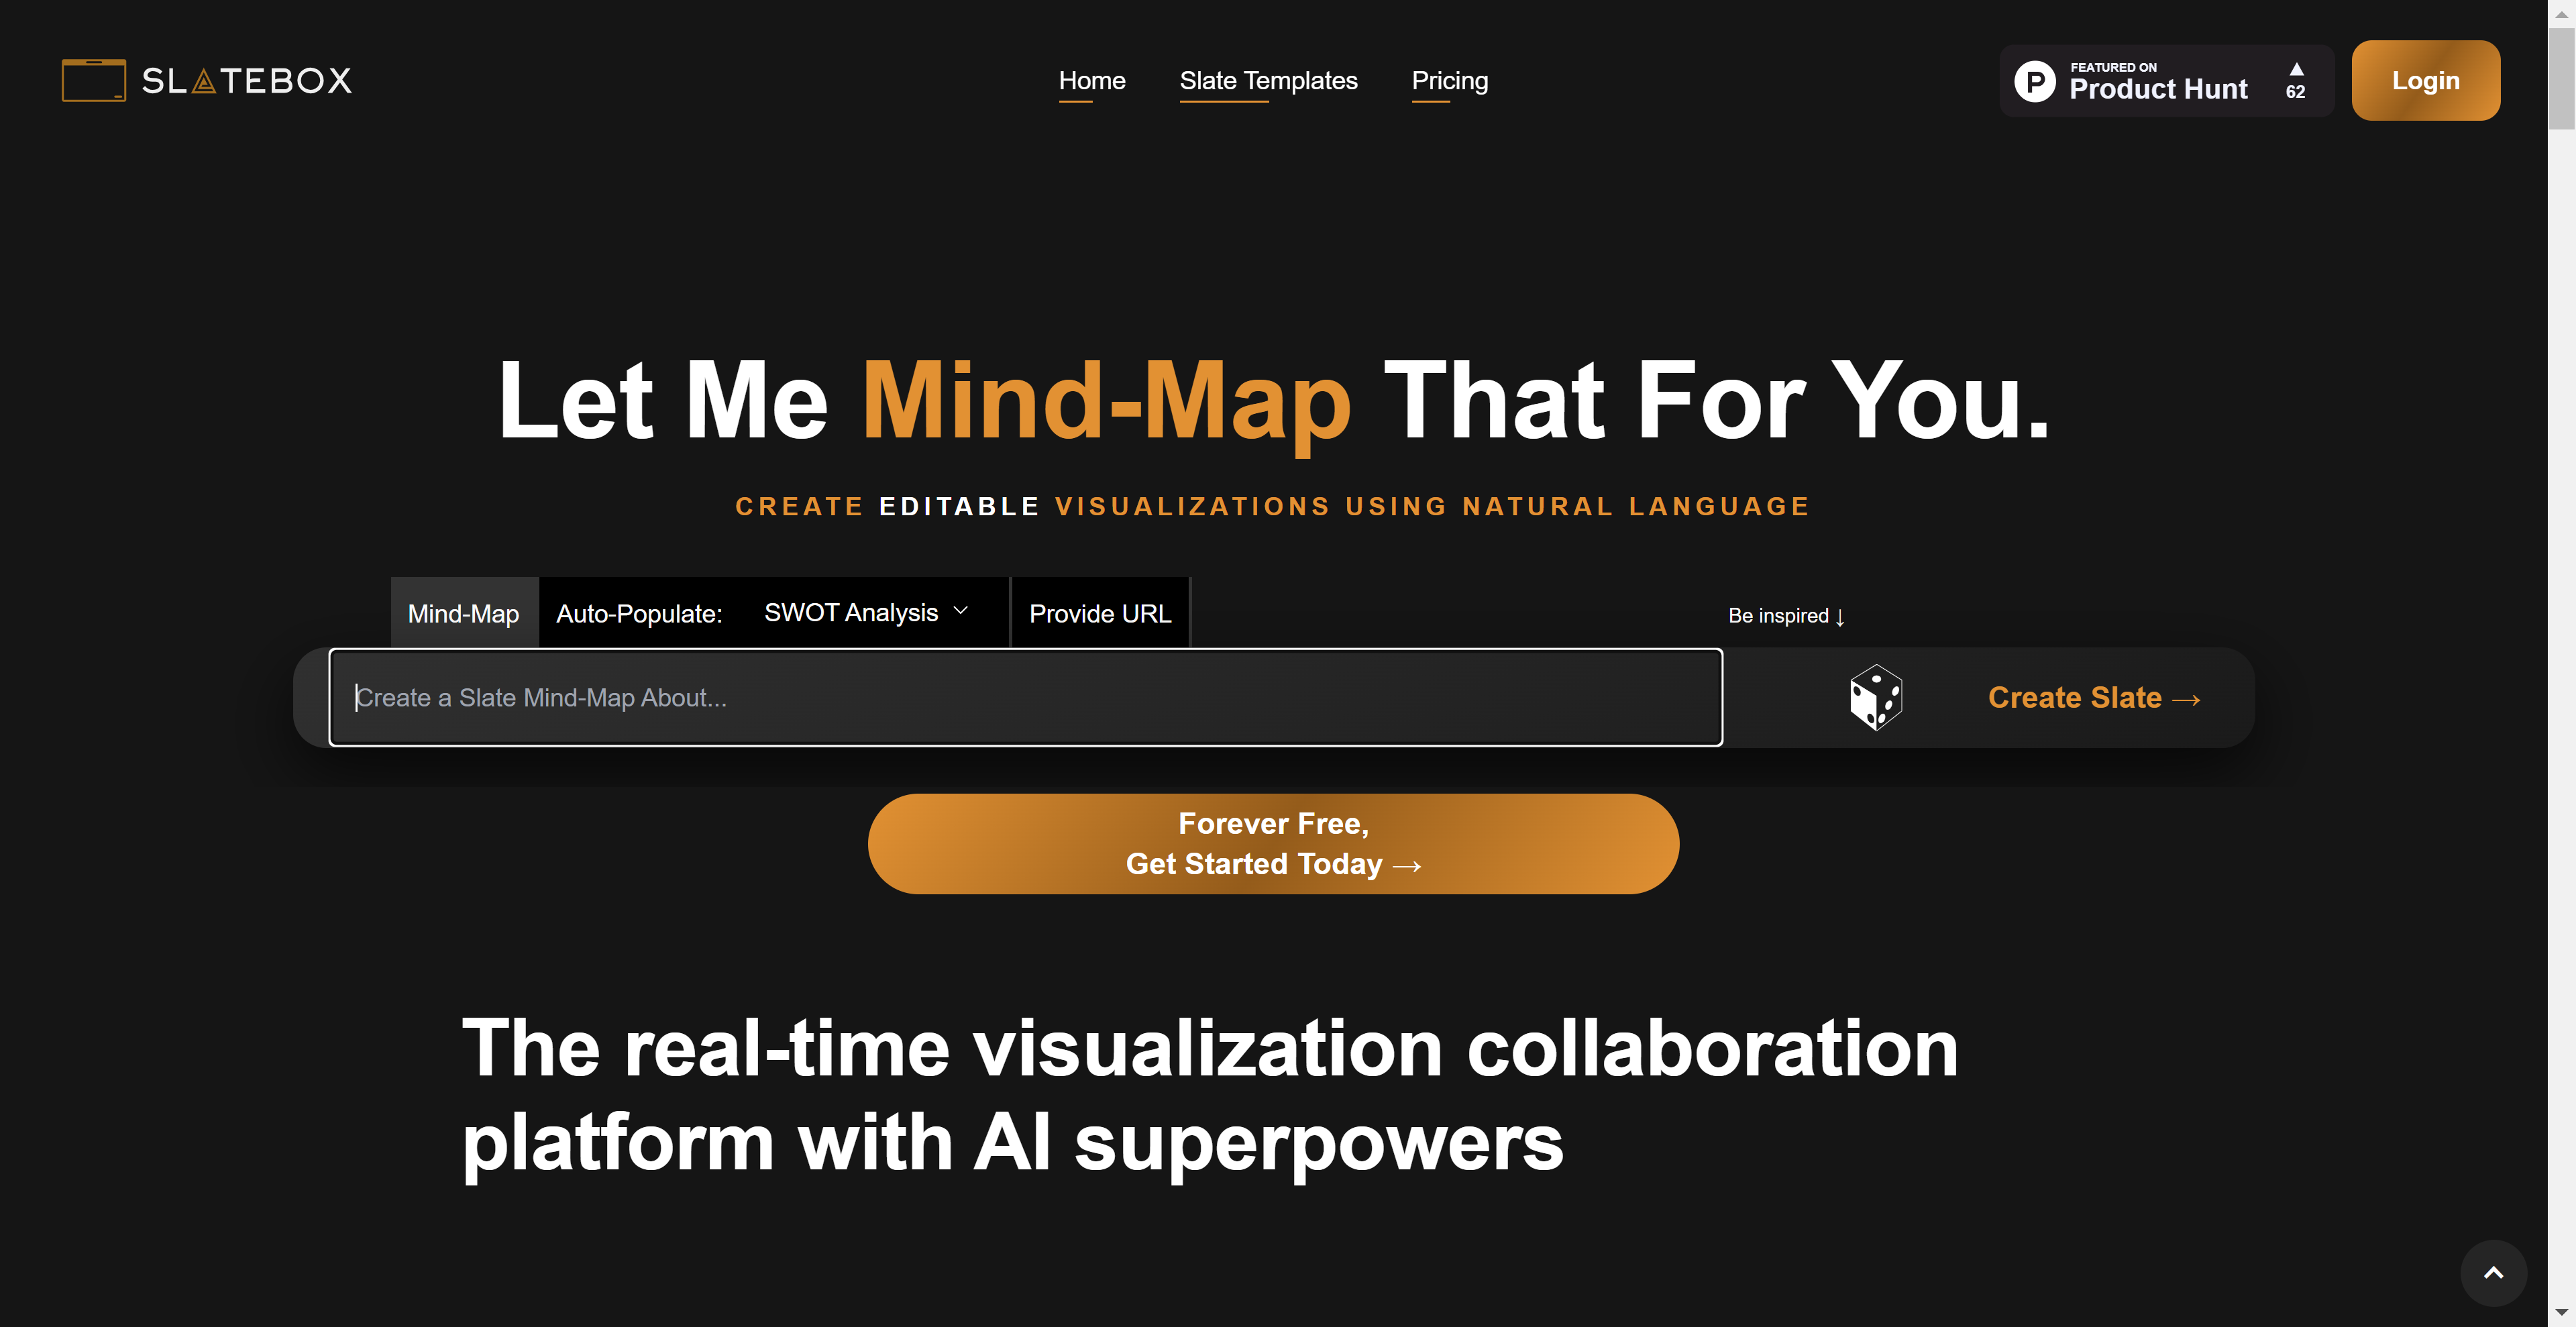 SLATEBOX
Home
Slate Templates
Pricing
P
FEATURED ON
Product Hunt
▲
62
Login
Let Me Mind-Map That For You.
CREATE EDITABLE VISUALIZATIONS USING NATURAL LANGUAGE
Mind-Map
Auto-Populate:
SWOT Analysis
Provide URL
Be inspired ↓
Create a Slate Mind-Map About...
Create Slate →
Forever Free,
Get Started Today →
The real-time visualization collaboration
platform with AI superpowers